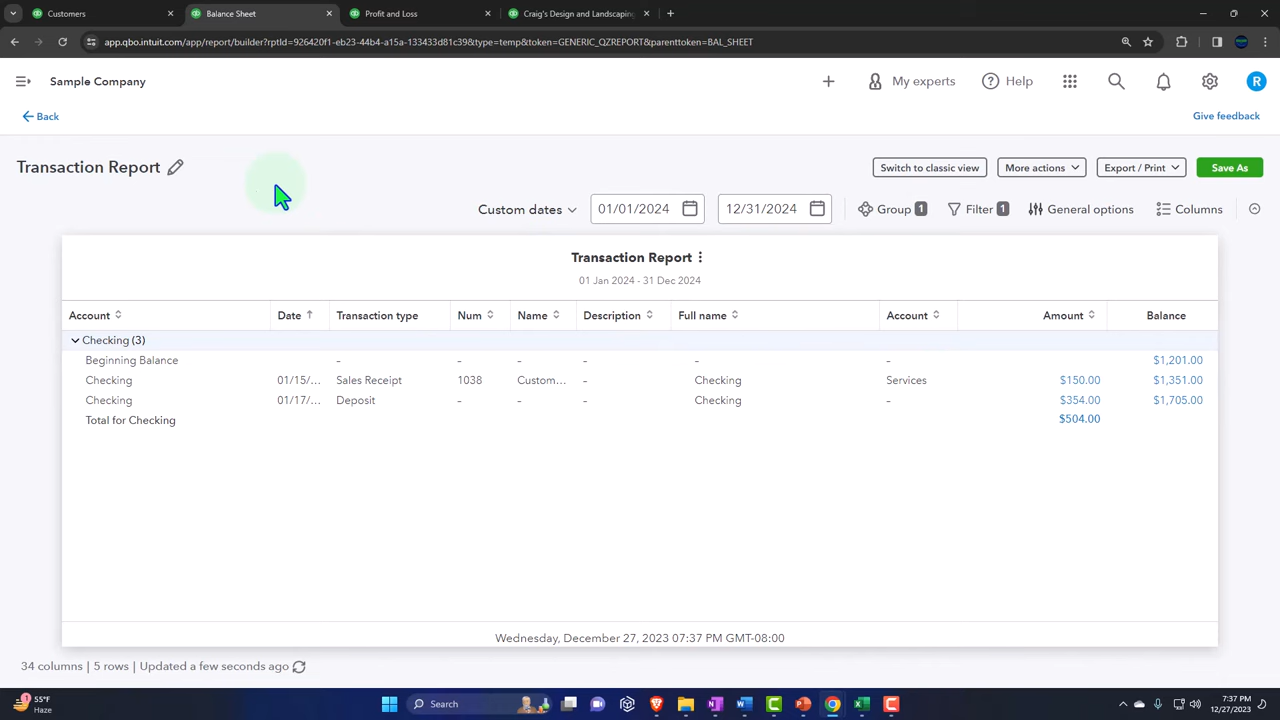 Customers
Balance Sheet
Profit and Loss
Craig's Design and Landscaping
app.qbo.intuit.com/app/report/builder?rptId=926420f1-eb23-44b4-a15a-133433d81c39&type=temp&token=GENERIC_QZREPORT&parenttoken=BAL_SHEET
Sample Company
My experts
Help
R
Back
Give feedback
Transaction Report
Switch to classic view
More actions
Export / Print
Save As
Custom dates
01/01/2024
12/31/2024
Group 1
Filter 1
General options
Columns
Transaction Report
01 Jan 2024 - 31 Dec 2024
Account Date Transaction type Num Name Description Full name Account Amount Balance
Checking (3)
Beginning Balance – – – – – – $1,201.00
Checking 01/15/... Sales Receipt 1038 Custom... – Checking Services $150.00 $1,351.00
Checking 01/17/... Deposit – – – Checking – $354.00 $1,705.00
Total for Checking $504.00
Wednesday, December 27, 2023 07:37 PM GMT-08:00
34 columns | 5 rows | Updated a few seconds ago
1
55°F
Haze
Search
7:37 PM
12/27/2023